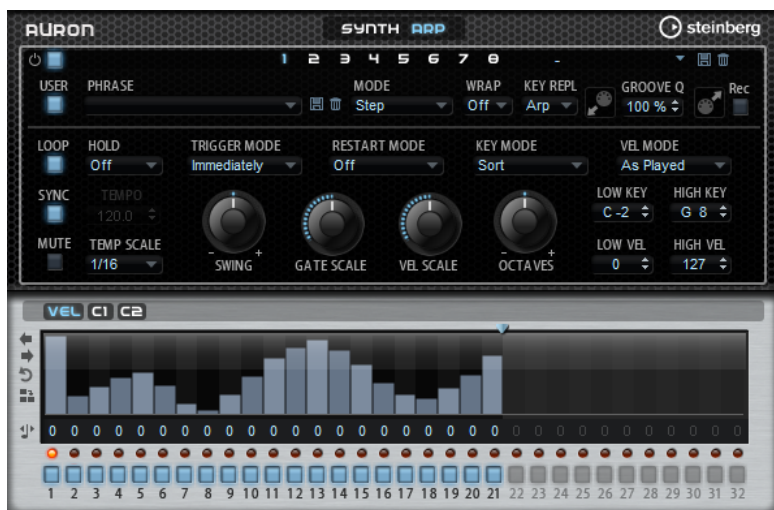 AURON SYNTH ARP steinberg
1 2 3 4 5 6 7 8 -
USER PHRASE MODE WRAP KEY REPL GROOVE Q Rec
Step Off Arp 100 %
LOOP HOLD TRIGGER MODE RESTART MODE KEY MODE VEL MODE
Off Immediately Off Sort As Played
SYNC TEMPO LOW KEY HIGH KEY
120.0 C -2 G 8
MUTE TEMP SCALE - + - + LOW VEL HIGH VEL
1/16 SWING GATE SCALE VEL SCALE OCTAVES 0 127
VEL C1 C2
0 0 0 0 0 0 0 0 0 0 0 0 0 0 0 0 0 0 0 0 0 0 0 0 0 0 0 0 0 0 0 0
1 2 3 4 5 6 7 8 9 10 11 12 13 14 15 16 17 18 19 20 21 22 23 24 25 26 27 28 29 30 31 32